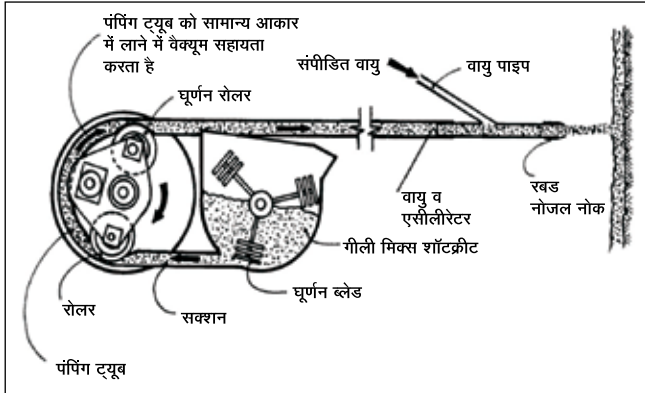 पंपिंग ट्यूब को सामान्य आकार
में लाने में वैक्यूम सहायता
करता है
घूर्णन रोलर
संपीडित वायु
वायु पाइप
वायु व
एसीलीरेटर
रबड
नोजल नोक
गीली मिक्स शॉटक्रीट
घूर्णन ब्लेड
रोलर
सक्शन
पंपिंग ट्यूब